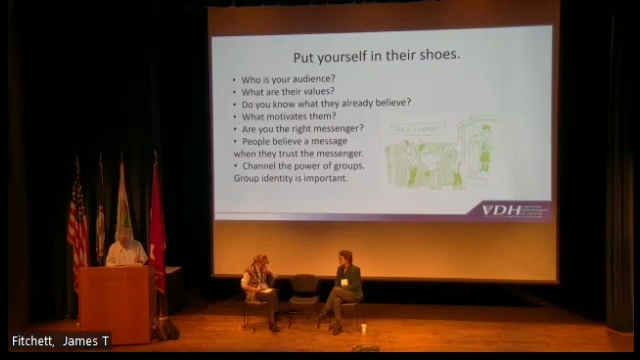 Put yourself in their shoes.
• Who is your audience?
• What are their values?
• Do you know what they already believe?
• What motivates them?
• Are you the right messenger?
• People believe a message
when they trust the messenger.
• Channel the power of groups.
Group identity is important.
VDH
Fitchett, James T